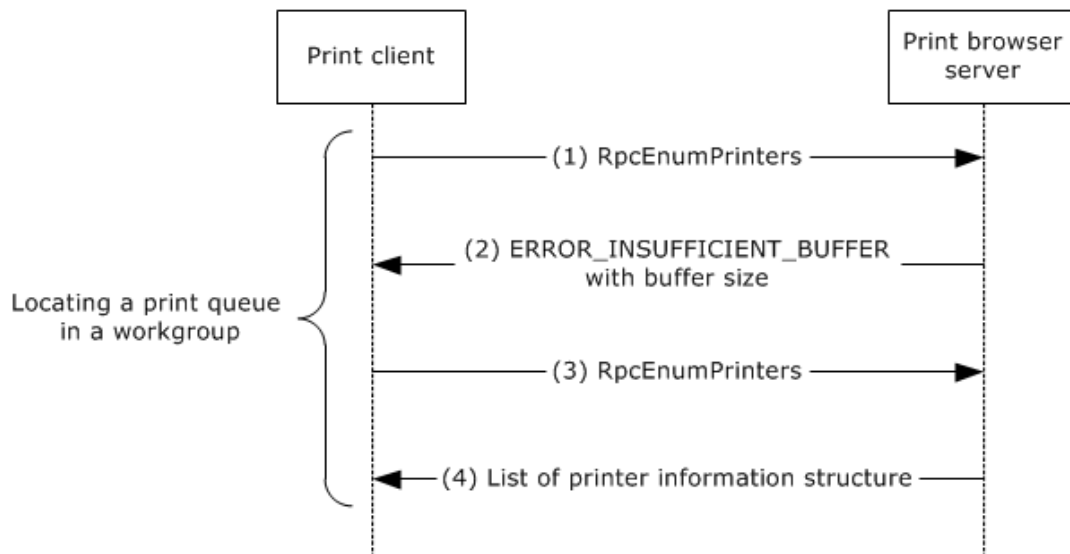 Print client
Print browser
server
(1) RpcEnumPrinters
(2) ERROR_INSUFFICIENT_BUFFER
with buffer size
Locating a print queue
in a workgroup
(3) RpcEnumPrinters
(4) List of printer information structure